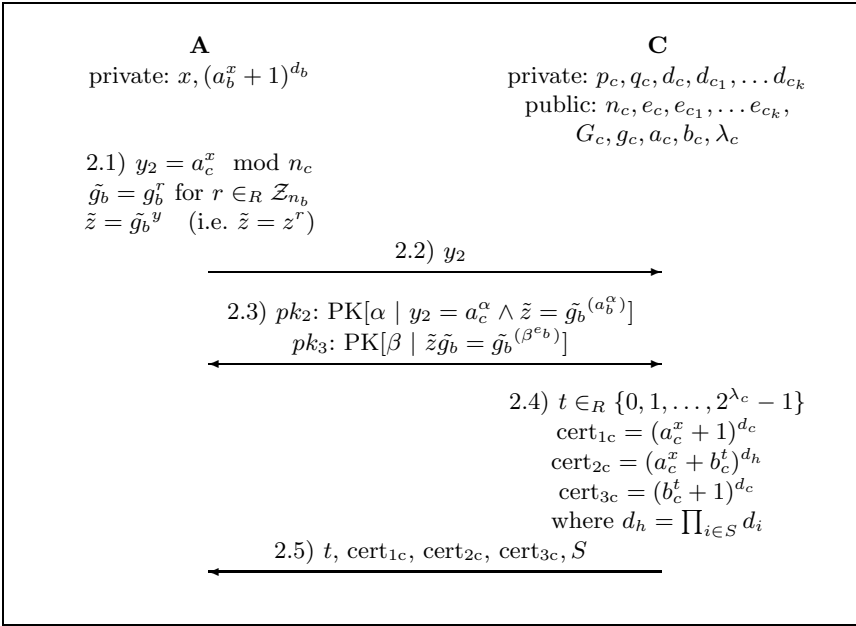 A
private: x, (a_b^x + 1)^{d_b}
C
private: p_c, q_c, d_c, d_{c_1}, … d_{c_k}
public: n_c, e_c, e_{c_1}, … e_{c_k},
G_c, g_c, a_c, b_c, λ_c
2.1) y_2 = a_c^x mod n_c
g̃_b = g_b^r for r ∈_R 𝒵_{n_b}
z̃ = g̃_b^y (i.e. z̃ = z^r)
2.2) y_2
2.3) pk_2: PK[α | y_2 = a_c^α ∧ z̃ = g̃_b^{(a_b^α)}]
pk_3: PK[β | z̃g̃_b = g̃_b^{(β^{e_b})}]
2.4) t ∈_R {0, 1, …, 2^{λ_c} − 1}
cert_{1c} = (a_c^x + 1)^{d_c}
cert_{2c} = (a_c^x + b_c^t)^{d_h}
cert_{3c} = (b_c^t + 1)^{d_c}
where d_h = ∏_{i∈S} d_i
2.5) t, cert_{1c}, cert_{2c}, cert_{3c}, S